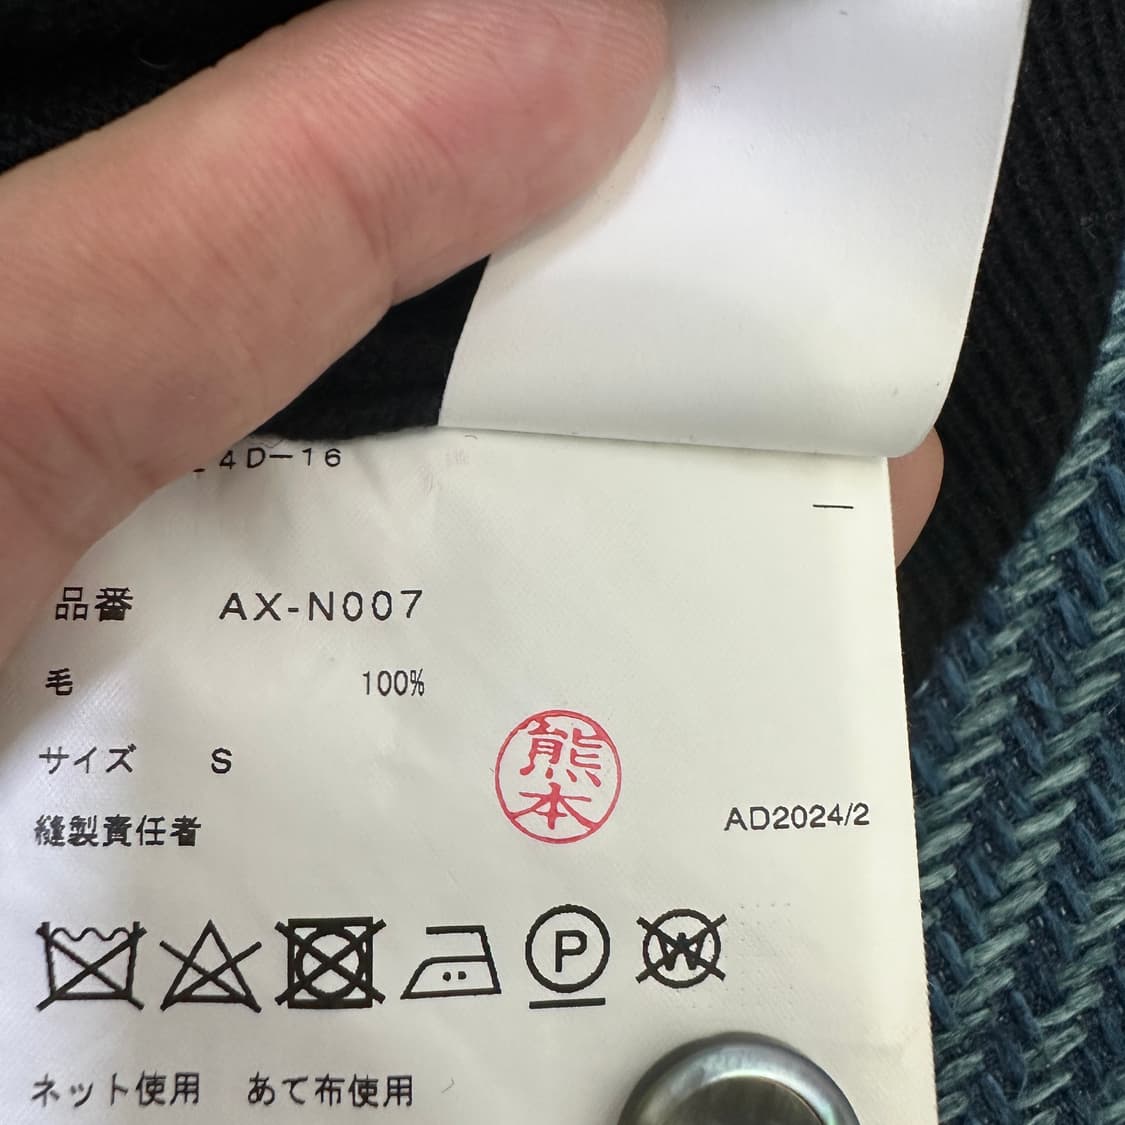 4D-16
品番 AX-N007
毛 100%
サイズ S
熊本
縫製責任者
AD2024/2
P
W
ネット使用 あて布使用